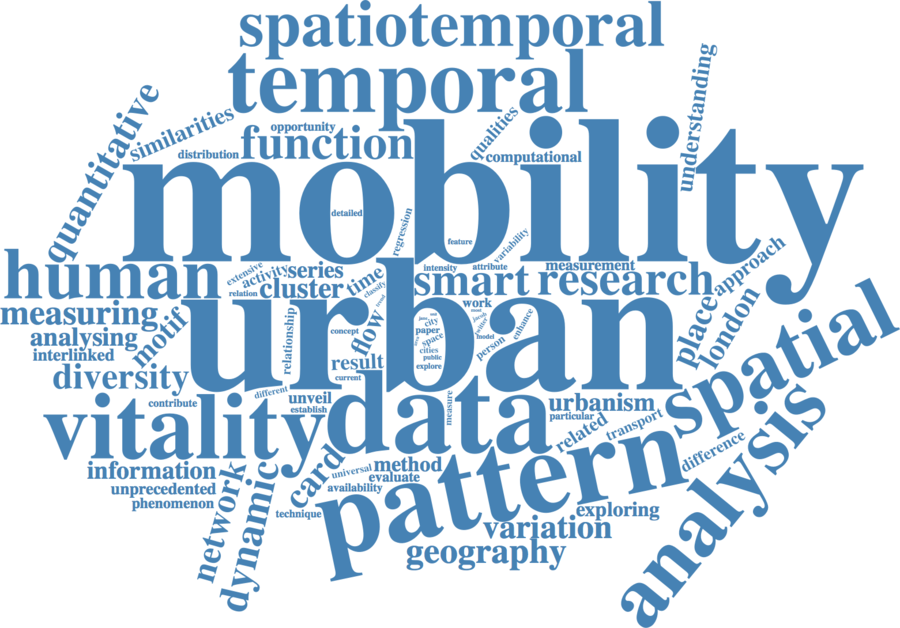 spatiotemporal
temporal
understanding
quantitative
similarities
opportunity
qualities
distribution
function
computational
mobility
detailed
regression
feature
variability
human
extensive
activity
series
relation
cluster
time
classify
intensity
attribute
measurement
smart
research
approach
measuring
analysing
interlinked
motif
relationship
urban
concept
flow
work
city
paper
space
cities
public
explore
twitter
model
person
enhance
place
london
spatial
diversity
result
current
different
contribute
unveil
establish
vitality
data
measure
urbanism
particular
related
transport
difference
analysis
information
unprecedented
phenomenon
network
dynamic
card
technique
universal
method
evaluate
availability
pattern
exploring
variation
geography